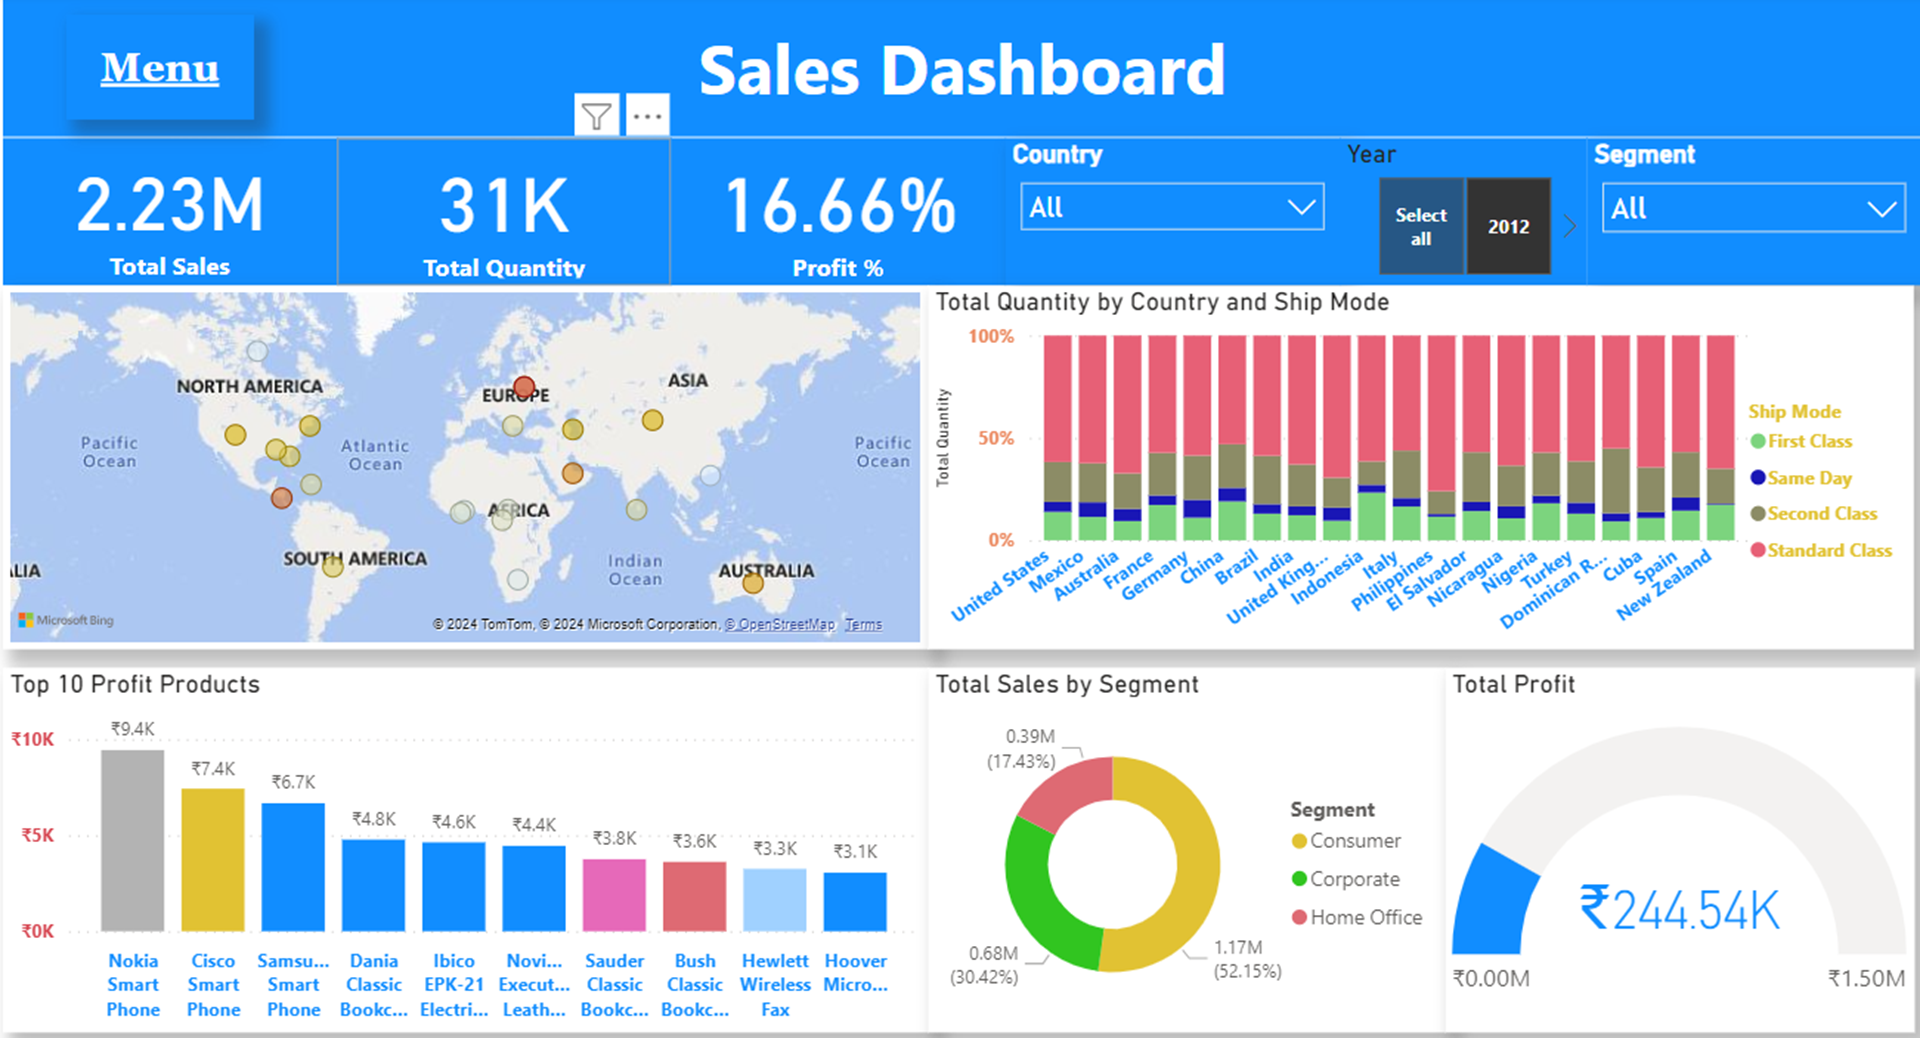 Menu
Sales Dashboard
2.23M
Total Sales
31K
Total Quantity
16.66%
Profit %
Country
All
Year
Select
all
2012
Segment
All
NORTH AMERICA
EUROPE
ASIA
Pacific
Ocean
Atlantic
Ocean
Pacific
Ocean
AFRICA
SOUTH AMERICA
Indian
Ocean
AUSTRALIA
ALIA
Microsoft Bing
© 2024 TomTom, © 2024 Microsoft Corporation, © OpenStreetMap Terms
Total Quantity by Country and Ship Mode
100%
50%
0%
Total Quantity
United States
Mexico
Australia
France
Germany
China
Brazil
India
United King...
Indonesia
Italy
Philippines
El Salvador
Nicaragua
Nigeria
Turkey
Dominican R...
Cuba
Spain
New Zealand
Ship Mode
First Class
Same Day
Second Class
Standard Class
Top 10 Profit Products
₹10K
₹5K
₹0K
₹9.4K
₹7.4K
₹6.7K
₹4.8K
₹4.6K
₹4.4K
₹3.8K
₹3.6K
₹3.3K
₹3.1K
Nokia
Smart
Phone
Cisco
Smart
Phone
Samsu...
Smart
Phone
Dania
Classic
Bookc...
Ibico
EPK-21
Electri...
Novi...
Execut...
Leath...
Sauder
Classic
Bookc...
Bush
Classic
Bookc...
Hewlett
Wireless
Fax
Hoover
Micro...
Total Sales by Segment
0.39M
(17.43%)
0.68M
(30.42%)
1.17M
(52.15%)
Segment
Consumer
Corporate
Home Office
Total Profit
₹244.54K
₹0.00M
₹1.50M